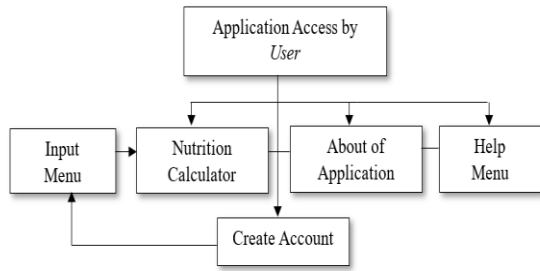 Application Access by
User
Input
Menu
Nutrition
Calculator
About of
Application
Help
Menu
Create Account